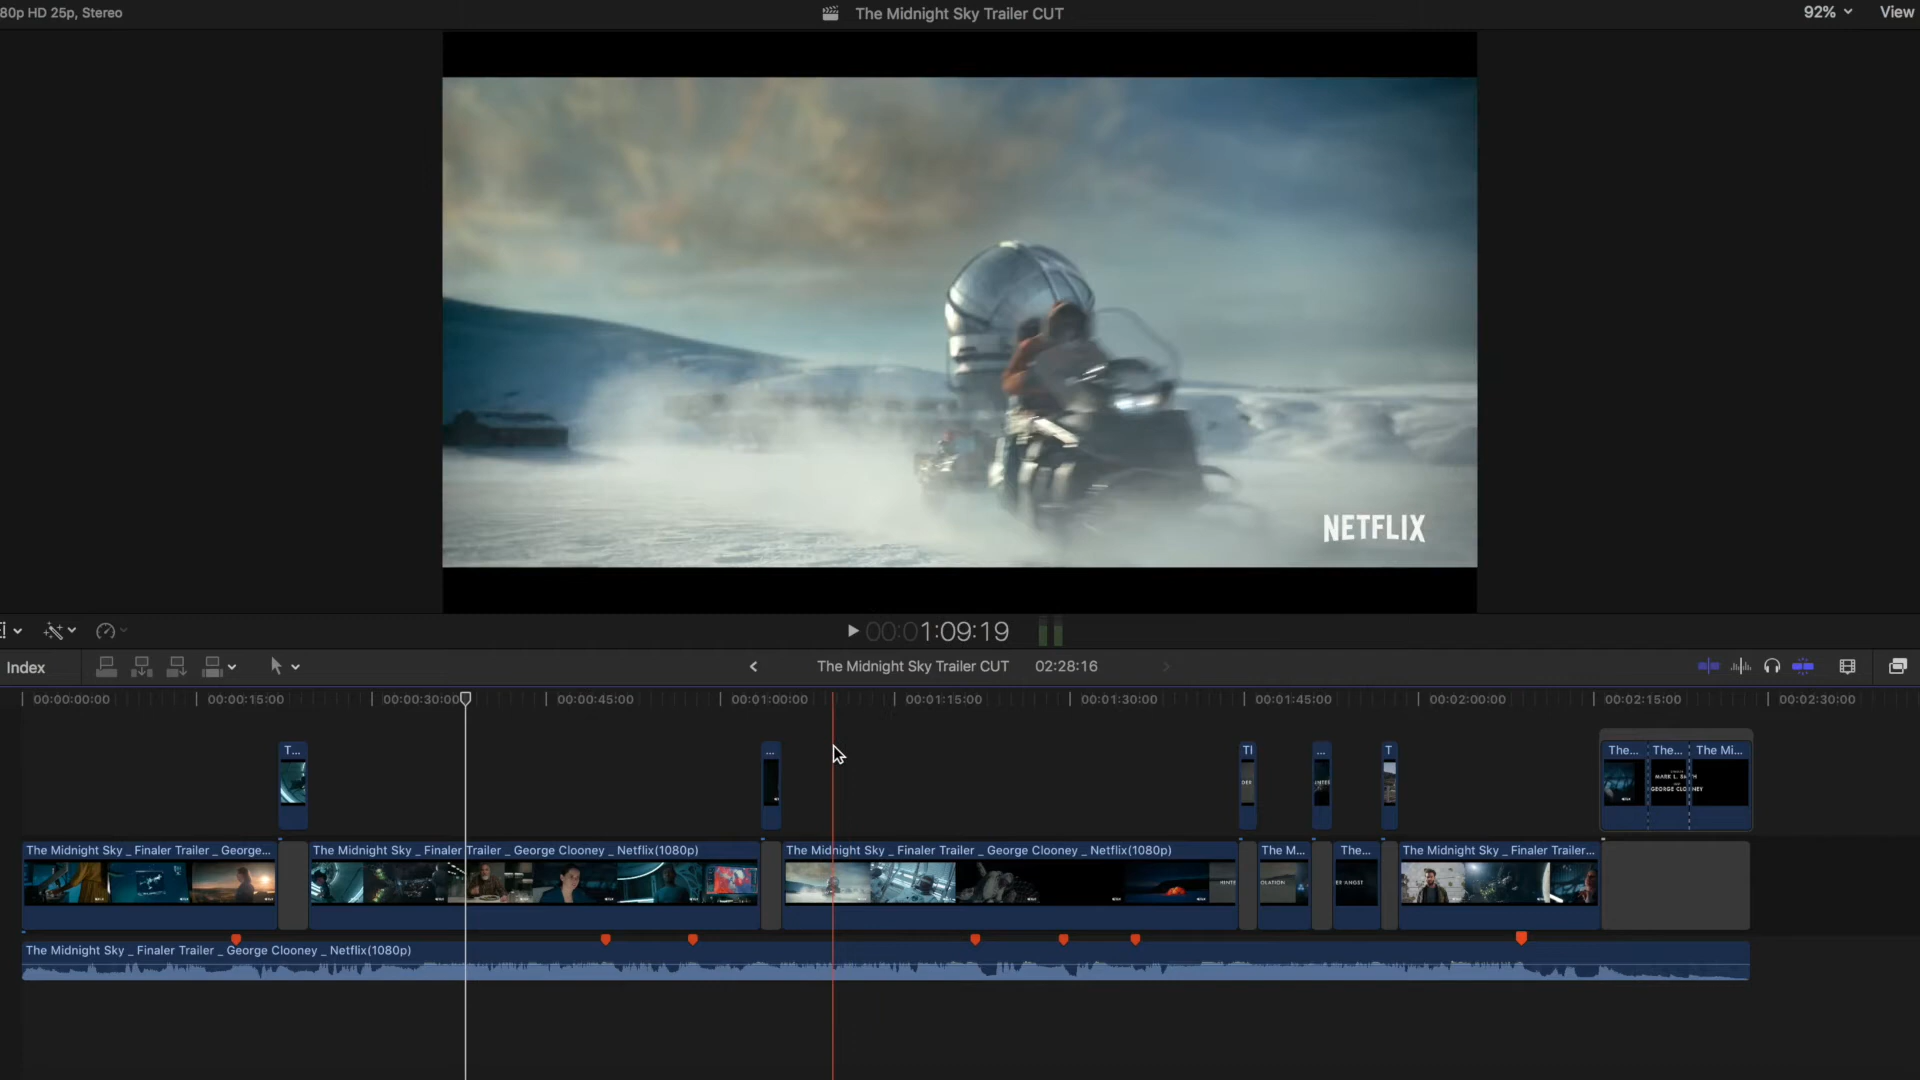 80p HD 25p, Stereo
The Midnight Sky Trailer CUT
92%
View
NETFLIX
00:01:09:19
Index
The Midnight Sky Trailer CUT
02:28:16
00:00:00:00
00:00:15:00
00:00:30:00
00:00:45:00
00:01:00:00
00:01:15:00
00:01:30:00
00:01:45:00
00:02:00:00
00:02:15:00
00:02:30:00
T...
...
TI
...
T
The...
The...
The Mi...
GEORGE CLOONEY
The Midnight Sky _ Finaler Trailer _ George...
The Midnight Sky _ Finaler Trailer _ George Clooney _ Netflix(1080p)
The Midnight Sky _ Finaler Trailer _ George Clooney _ Netflix(1080p)
The M...
The...
The Midnight Sky _ Finaler Trailer...
HINTE
OLATION
ER ANGST
The Midnight Sky _ Finaler Trailer _ George Clooney _ Netflix(1080p)